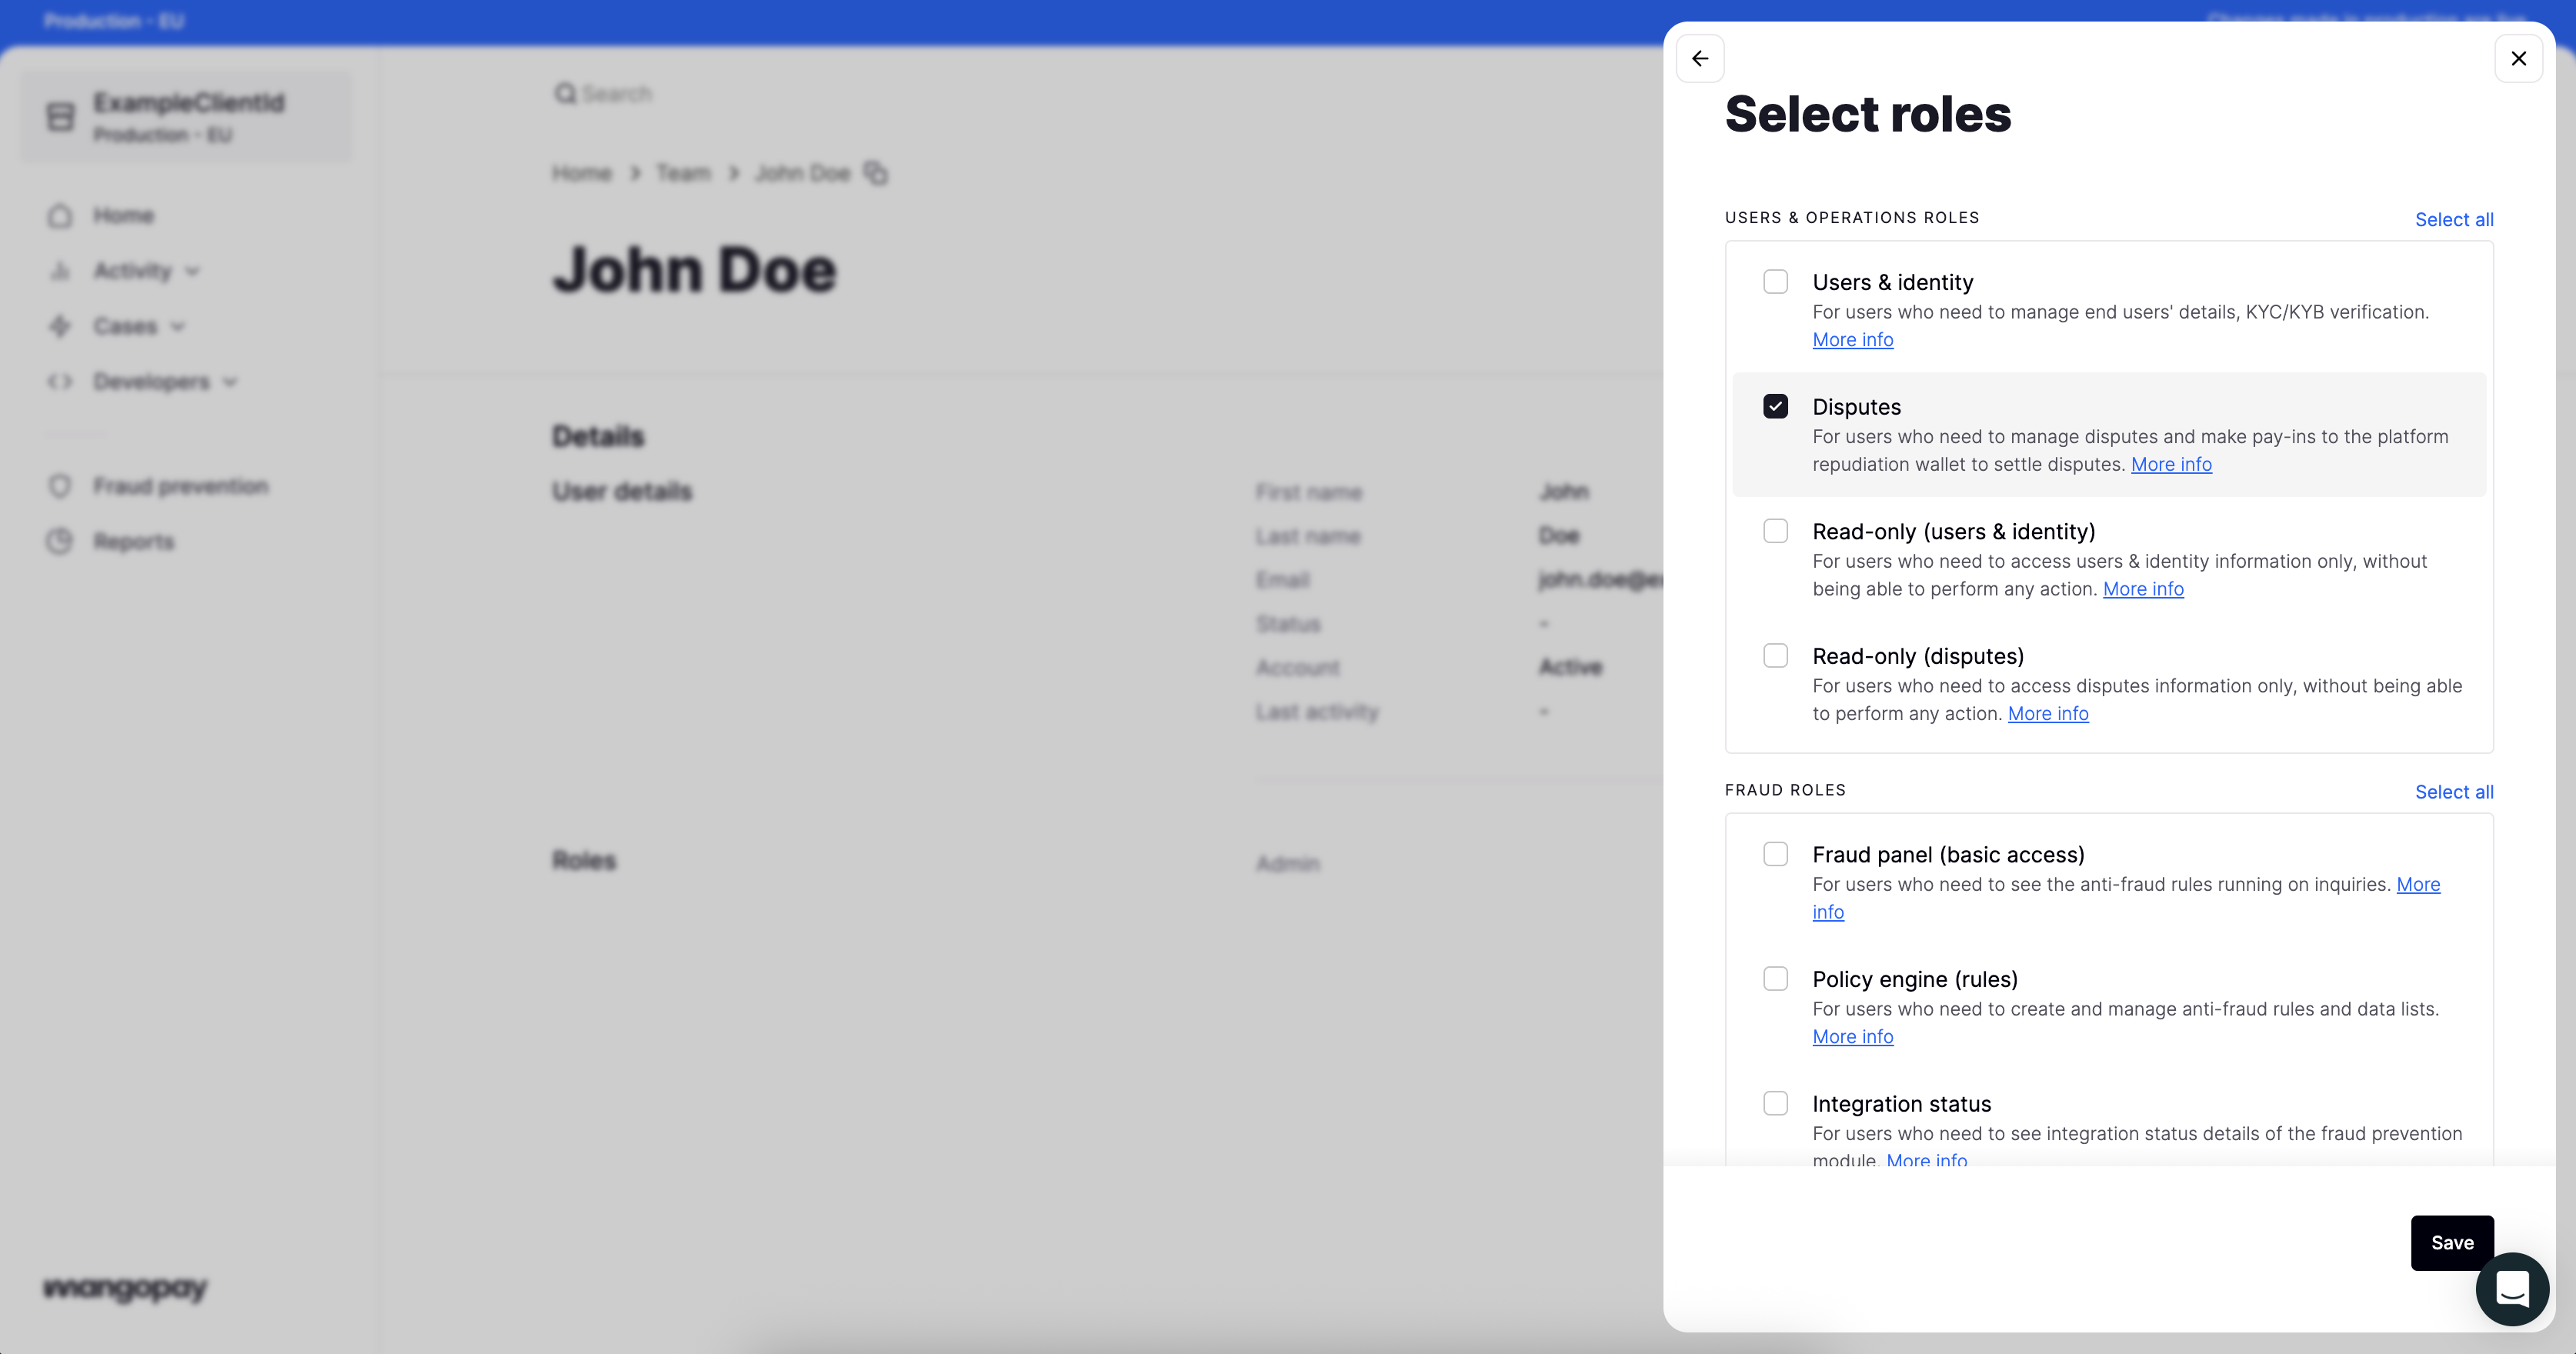 Production - EU
Changes made in production are live
ExampleClientId
Production - EU
Home
Activity
Cases
Developers
Fraud prevention
Reports
mangopay
Search
Home > Team > John Doe
John Doe
Details
User details
First name John
Last name Doe
Email
Status -
Account Active
Last activity -
Roles Admin
Select roles
USERS & OPERATIONS ROLES Select all
Users & identity
For users who need to manage end users' details, KYC/KYB verification.
More info
Disputes
For users who need to manage disputes and make pay-ins to the platform
repudiation wallet to settle disputes. More info
Read-only (users & identity)
For users who need to access users & identity information only, without
being able to perform any action. More info
Read-only (disputes)
For users who need to access disputes information only, without being able
to perform any action. More info
FRAUD ROLES Select all
Fraud panel (basic access)
For users who need to see the anti-fraud rules running on inquiries. More
info
Policy engine (rules)
For users who need to create and manage anti-fraud rules and data lists.
More info
Integration status
For users who need to see integration status details of the fraud prevention
module. More info
Save